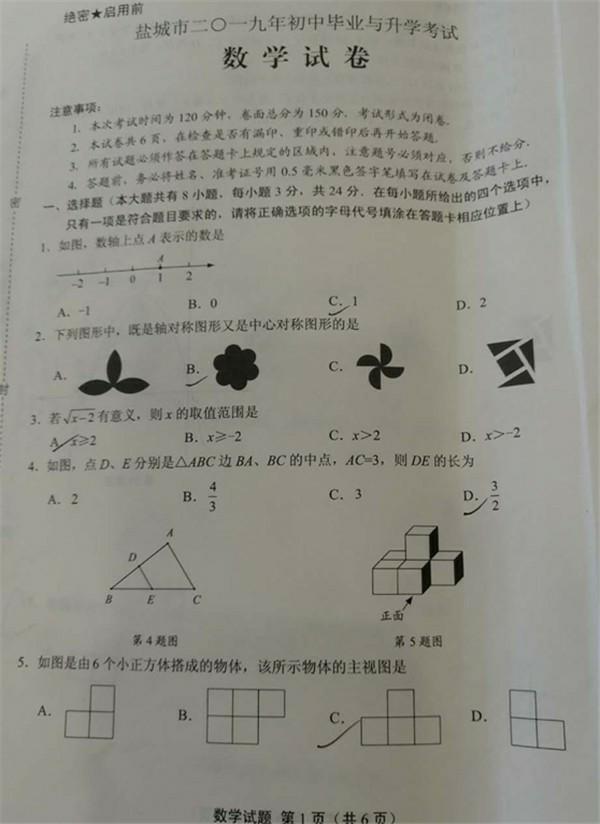 绝密★启用前
盐城市二〇一九年初中毕业与升学考试
数学试卷
注意事项：
1. 本次考试时间为120分钟，卷面总分为150分．考试形式为闭卷．
2. 本试卷共6页，在检查是否有漏印、重印或错印后再开始答题．
3. 所有试题必须作答在答题卡上规定的区域内，注意题号必须对应，否则不给分．
4. 答题前，务必将姓名、准考证号用0.5毫米黑色签字笔填写在试卷及答题卡上．
一、选择题（本大题共有8小题，每小题3分，共24分．在每小题所给出的四个选项中，
只有一项是符合题目要求的，请将正确选项的字母代号填涂在答题卡相应位置上）
1. 如图，数轴上点A表示的数是
A
-2 -1 0 1 2
A. -1 B. 0 C. 1 D. 2
2. 下列图形中，既是轴对称图形又是中心对称图形的是
A. B. C. D.
3. 若√x-2有意义，则x的取值范围是
A. x≥2 B. x≥-2 C. x>2 D. x>-2
4. 如图，点D、E分别是△ABC边BA、BC的中点，AC=3，则DE的长为
A. 2 B. 4/3 C. 3 D. 3/2
A
D
B E C
正面
第4题图 第5题图
5. 如图是由6个小正方体搭成的物体，该所示物体的主视图是
A. B. C. D.
数学试题 第1页（共6页）
密
封